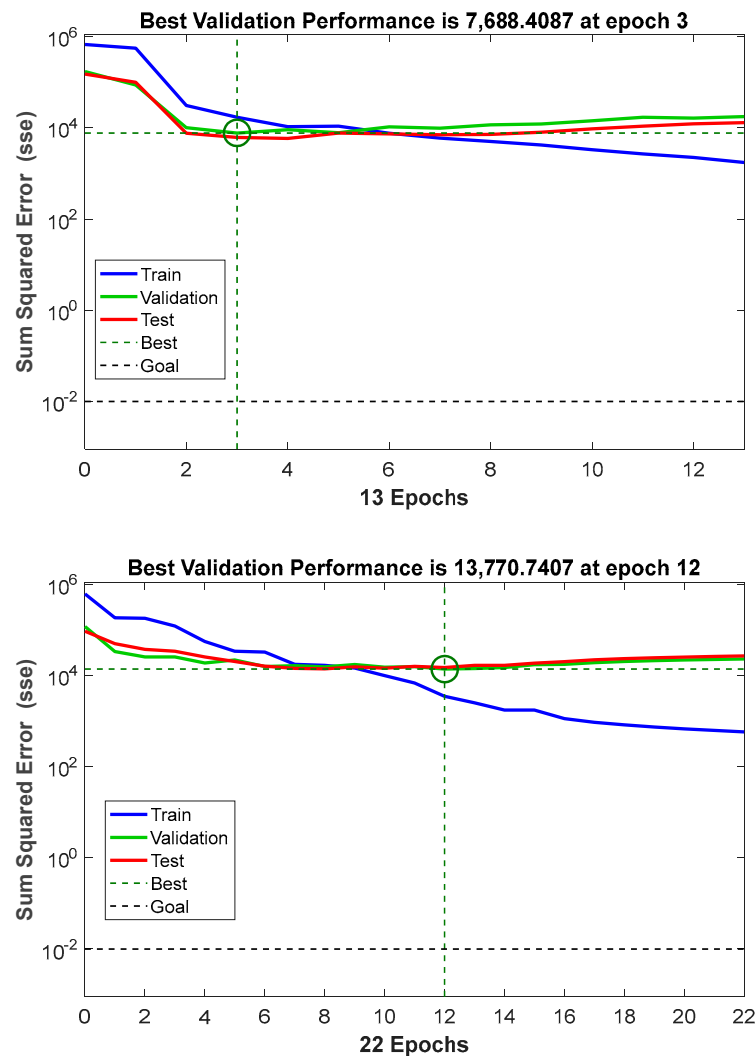 Best Validation Performance is 7,688.4087 at epoch 3
Sum Squared Error (sse)
10^6
10^4
10^2
10^0
10^-2
Train
Validation
Test
Best
Goal
0 2 4 6 8 10 12
13 Epochs
Best Validation Performance is 13,770.7407 at epoch 12
Sum Squared Error (sse)
10^6
10^4
10^2
10^0
10^-2
Train
Validation
Test
Best
Goal
0 2 4 6 8 10 12 14 16 18 20 22
22 Epochs